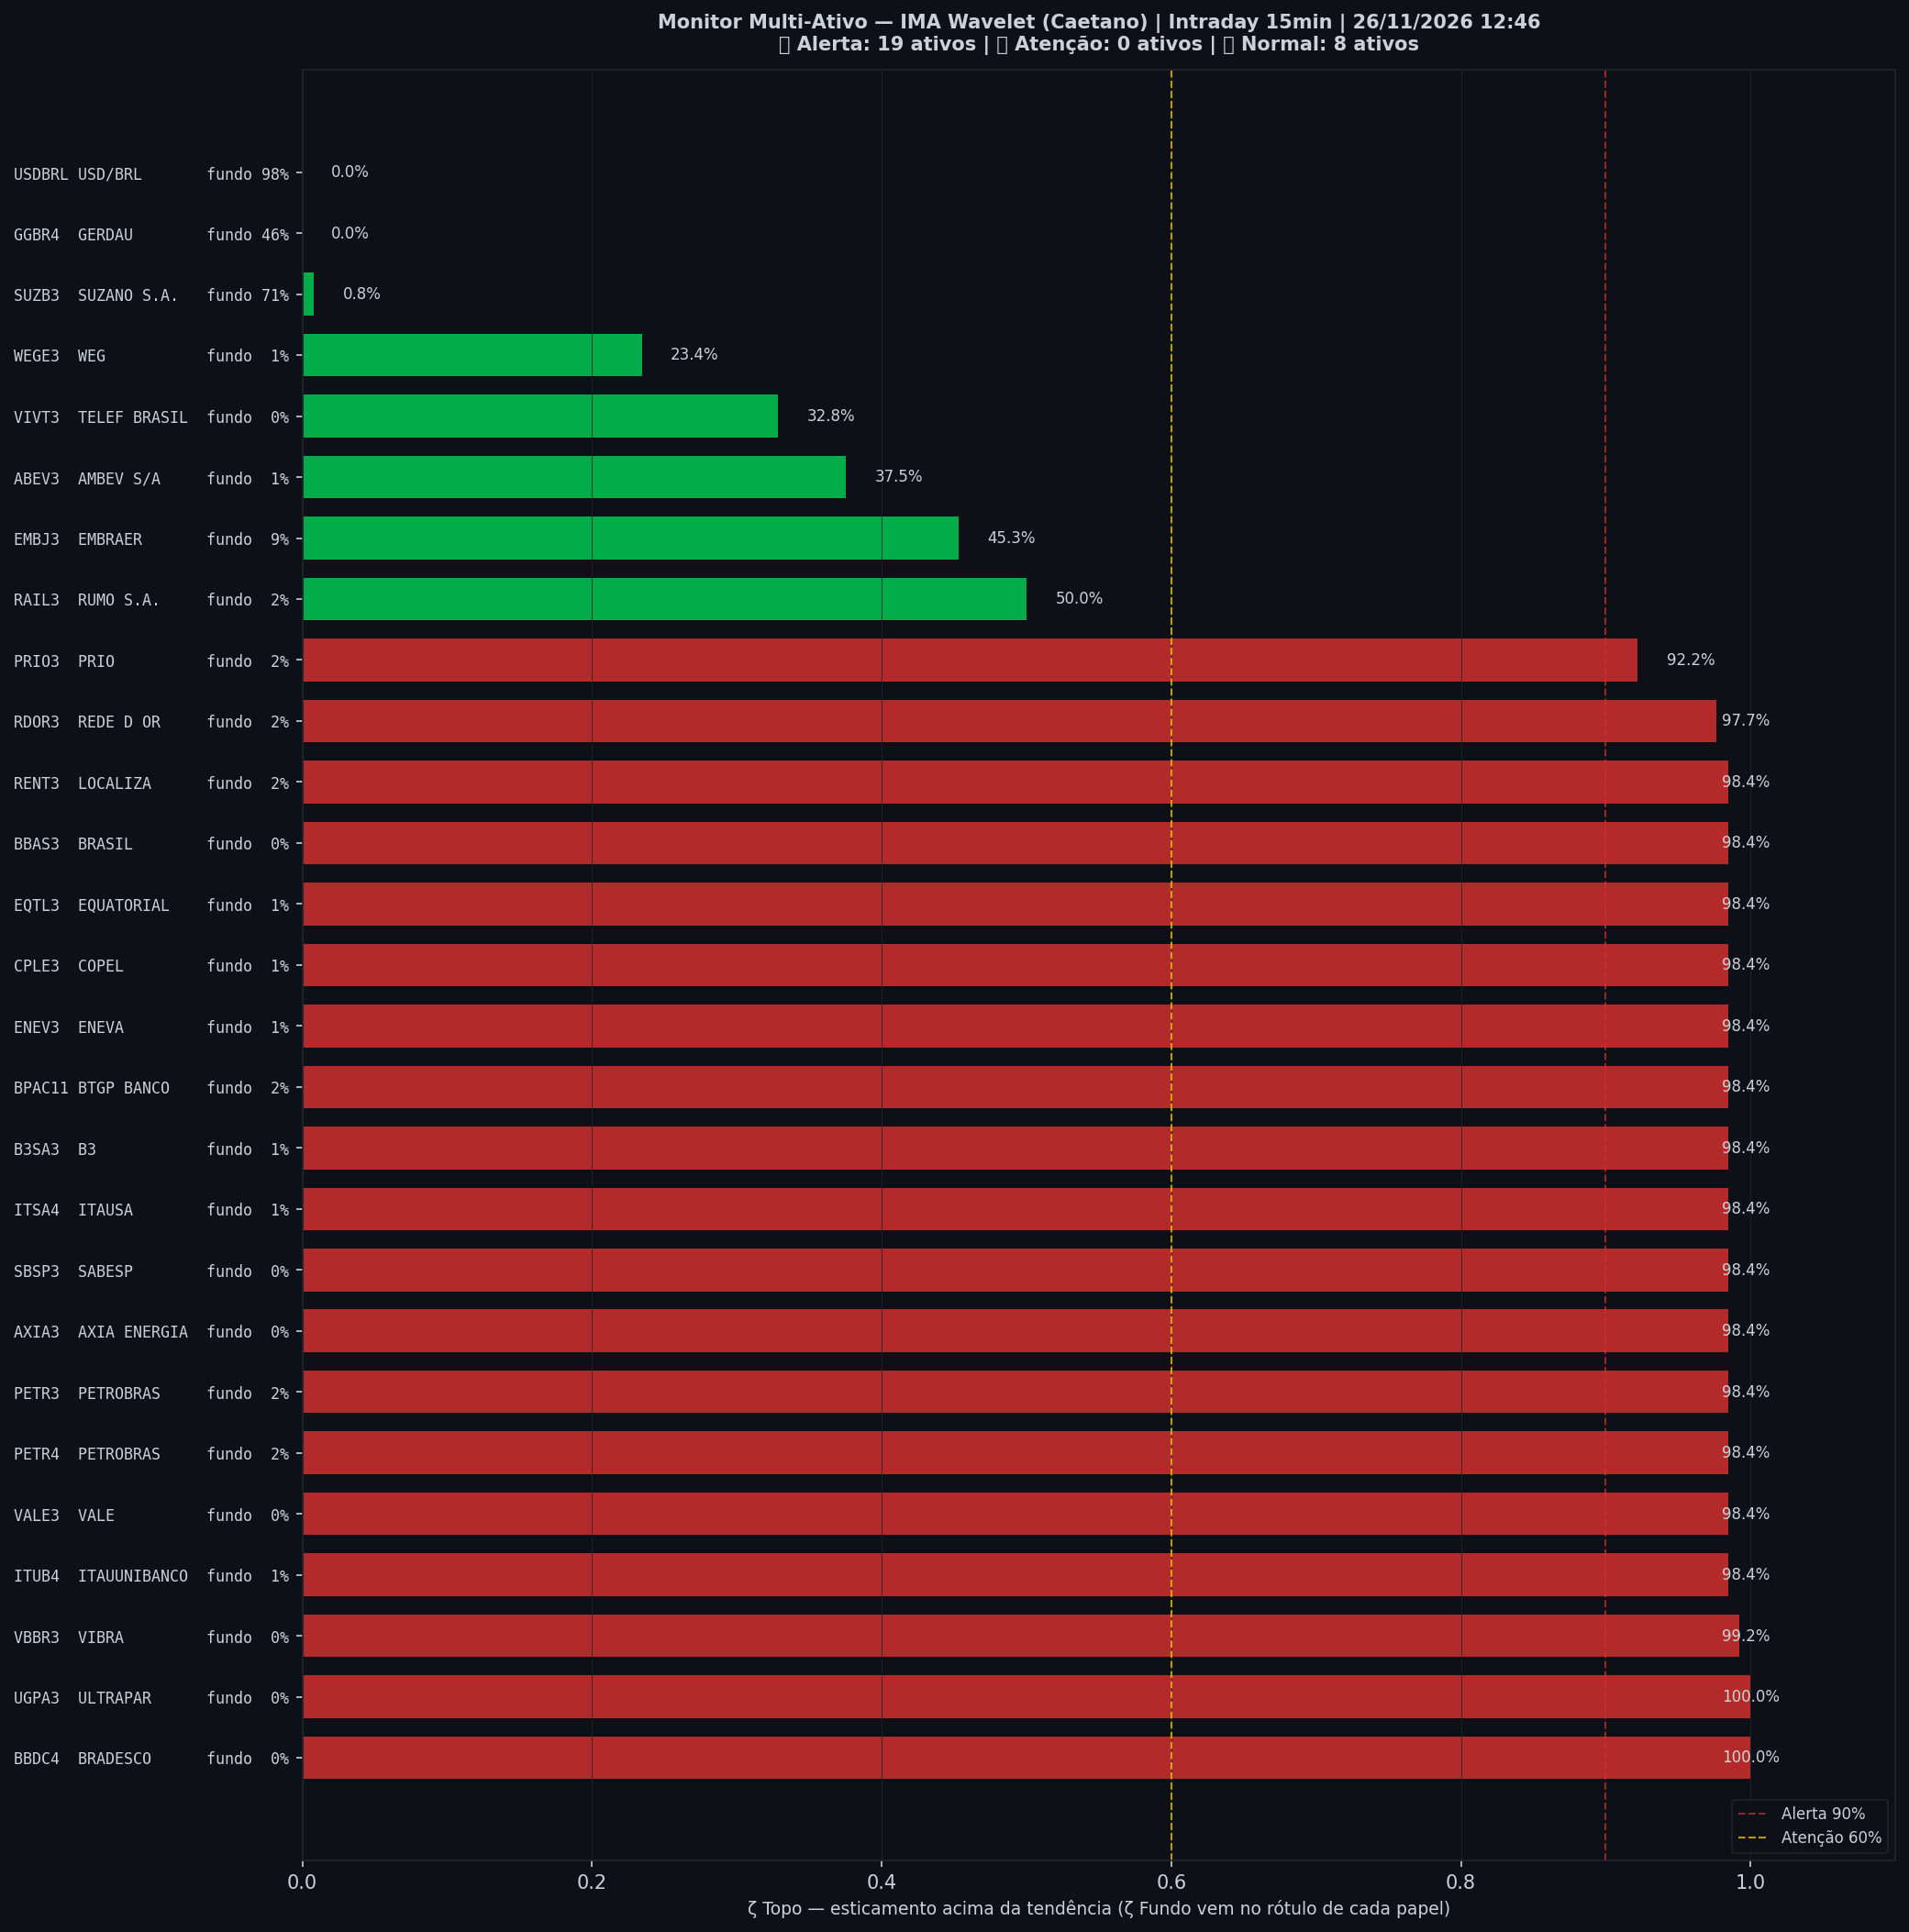 Monitor Multi-Ativo — IMA Wavelet (Caetano) | Intraday 15min | 26/11/2026 12:46
▯ Alerta: 19 ativos | ▯ Atenção: 0 ativos | ▯ Normal: 8 ativos
USDBRL USD/BRL fundo 98% 0.0%
GGBR4 GERDAU fundo 46% 0.0%
SUZB3 SUZANO S.A. fundo 71% 0.8%
WEGE3 WEG fundo 1% 23.4%
VIVT3 TELEF BRASIL fundo 0% 32.8%
ABEV3 AMBEV S/A fundo 1% 37.5%
EMBJ3 EMBRAER fundo 9% 45.3%
RAIL3 RUMO S.A. fundo 2% 50.0%
PRIO3 PRIO fundo 2% 92.2%
RDOR3 REDE D OR fundo 2% 97.7%
RENT3 LOCALIZA fundo 2% 98.4%
BBAS3 BRASIL fundo 0% 98.4%
EQTL3 EQUATORIAL fundo 1% 98.4%
CPLE3 COPEL fundo 1% 98.4%
ENEV3 ENEVA fundo 1% 98.4%
BPAC11 BTGP BANCO fundo 2% 98.4%
B3SA3 B3 fundo 1% 98.4%
ITSA4 ITAUSA fundo 1% 98.4%
SBSP3 SABESP fundo 0% 98.4%
AXIA3 AXIA ENERGIA fundo 0% 98.4%
PETR3 PETROBRAS fundo 2% 98.4%
PETR4 PETROBRAS fundo 2% 98.4%
VALE3 VALE fundo 0% 98.4%
ITUB4 ITAUUNIBANCO fundo 1% 98.4%
VBBR3 VIBRA fundo 0% 99.2%
UGPA3 ULTRAPAR fundo 0% 100.0%
BBDC4 BRADESCO fundo 0% 100.0%
Alerta 90%
Atenção 60%
0.0 0.2 0.4 0.6 0.8 1.0
ζ Topo — esticamento acima da tendência (ζ Fundo vem no rótulo de cada papel)